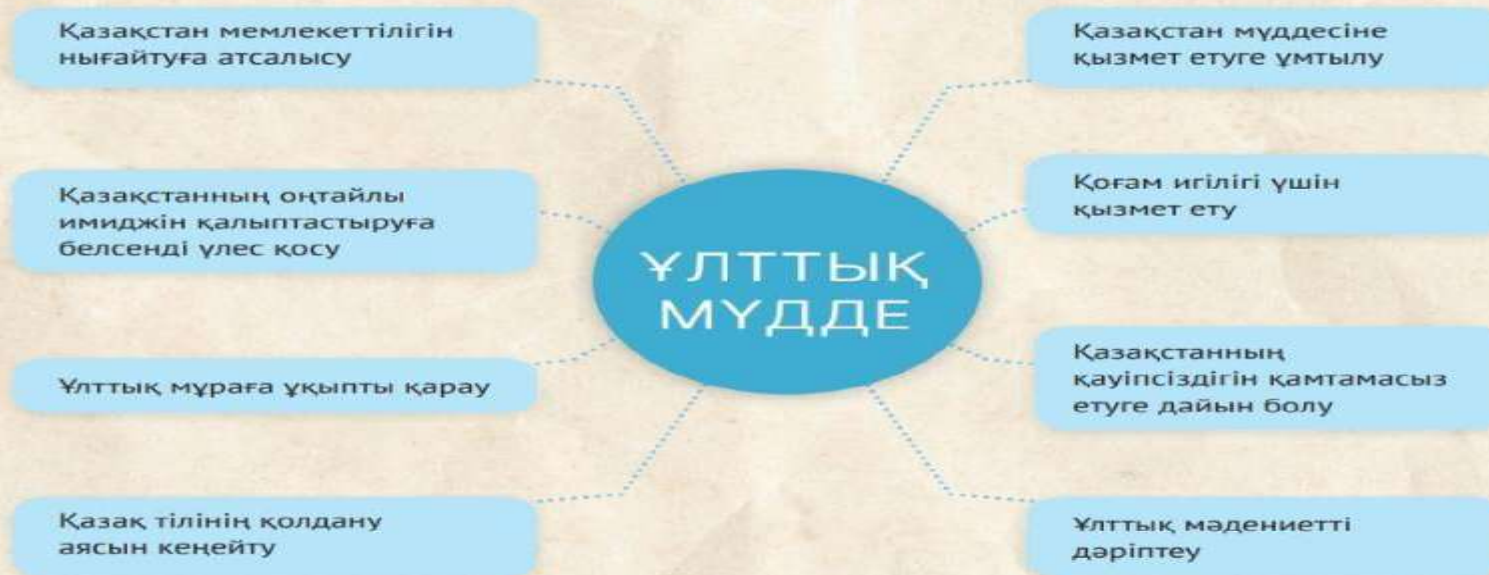 Қазақстан мемлекеттілігін
нығайтуға атсалысу
Қазақстанның оңтайлы
имиджін қалыптастыруға
белсенді үлес қосу
Ұлттық мұраға ұқыпты қарау
Қазақ тілінің қолдану
аясын кеңейту
ҰЛТТЫҚ
МҮДДЕ
Қазақстан мүддесіне
қызмет етуге ұмтылу
Қоғам игілігі үшін
қызмет ету
Қазақстанның
қауіпсіздігін қамтамасыз
етуге дайын болу
Ұлттық мәдениетті
дәріптеу